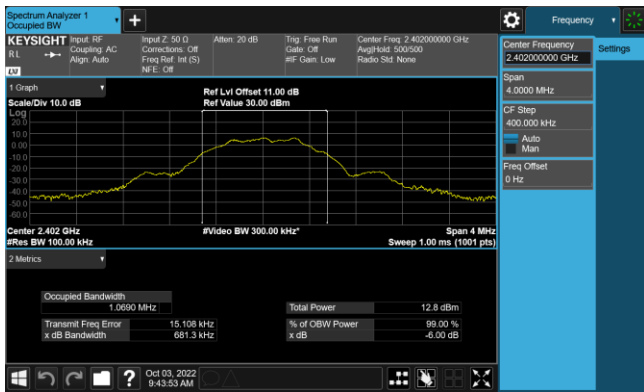 Spectrum Analyzer 1
Occupied BW
Frequency
KEYSIGHT
RL
LXI
Input: RF
Coupling: AC
Align: Auto
Input Z: 50 Ω
Corrections: Off
Freq Ref: Int (S)
NFE: Off
Atten: 20 dB
Trig: Free Run
Gate: Off
#IF Gain: Low
Center Freq: 2.402000000 GHz
Avg|Hold: 500/500
Radio Std: None
Center Frequency
2.402000000 GHz
Settings
Span
4.0000 MHz
CF Step
400.000 kHz
Auto
Man
Freq Offset
0 Hz
1 Graph
Scale/Div 10.0 dB
Ref Lvl Offset 11.00 dB
Ref Value 30.00 dBm
Log
20.0
10.0
0.00
-10.0
-20.0
-30.0
-40.0
-50.0
-60.0
Center 2.402 GHz
#Video BW 300.00 kHz*
Span 4 MHz
#Res BW 100.00 kHz
Sweep 1.00 ms (1001 pts)
2 Metrics
Occupied Bandwidth
1.0690 MHz
Total Power 12.8 dBm
Transmit Freq Error 15.108 kHz
% of OBW Power 99.00 %
x dB Bandwidth 681.3 kHz
x dB -6.00 dB
?
Oct 03, 2022
9:43:53 AM